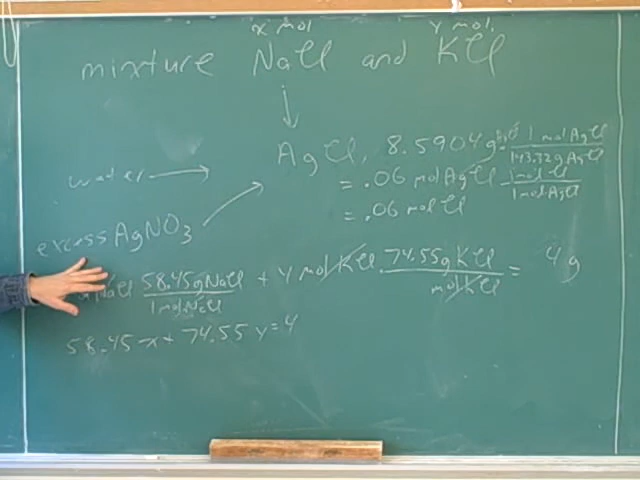 x mol y mol
mixture NaCl and KCl
AgCl, 8.5904 g · 1 mol AgCl / 143.32 g AgCl
water = .06 mol AgCl · 1 mol Cl / 1 mol AgCl
= .06 mol Cl
excess AgNO3
NaCl 58.45 g NaCl / 1 mol NaCl + y mol KCl · 74.55 g KCl / mol KCl = 4 g
58.45 x + 74.55 y = 4